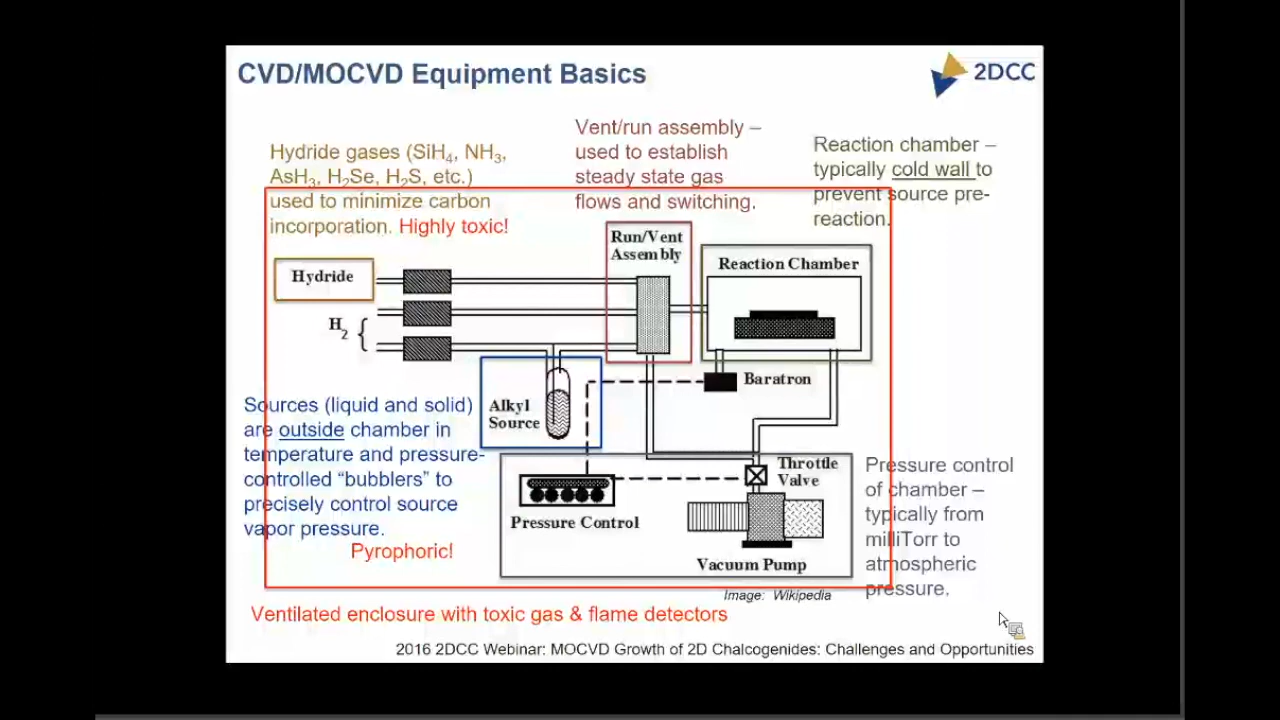 CVD/MOCVD Equipment Basics
2DCC
Hydride gases (SiH4, NH3,
AsH3, H2Se, H2S, etc.)
used to minimize carbon
incorporation. Highly toxic!
Vent/run assembly –
used to establish
steady state gas
flows and switching.
Reaction chamber –
typically cold wall to
prevent source pre-
reaction.
Hydride
H2
Run/Vent
Assembly
Reaction Chamber
Baratron
Alkyl
Source
Sources (liquid and solid)
are outside chamber in
temperature and pressure-
controlled “bubblers” to
precisely control source
vapor pressure.
Pyrophoric!
Pressure Control
Throttle
Valve
Vacuum Pump
Pressure control
of chamber –
typically from
milliTorr to
atmospheric
pressure.
Image: Wikipedia
Ventilated enclosure with toxic gas & flame detectors
2016 2DCC Webinar: MOCVD Growth of 2D Chalcogenides: Challenges and Opportunities